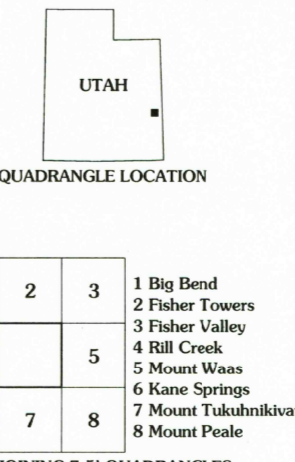 UTAH
QUADRANGLE LOCATION
2 3
5
7 8
1 Big Bend
2 Fisher Towers
3 Fisher Valley
4 Rill Creek
5 Mount Waas
6 Kane Springs
7 Mount Tukuhnikivat
8 Mount Peale